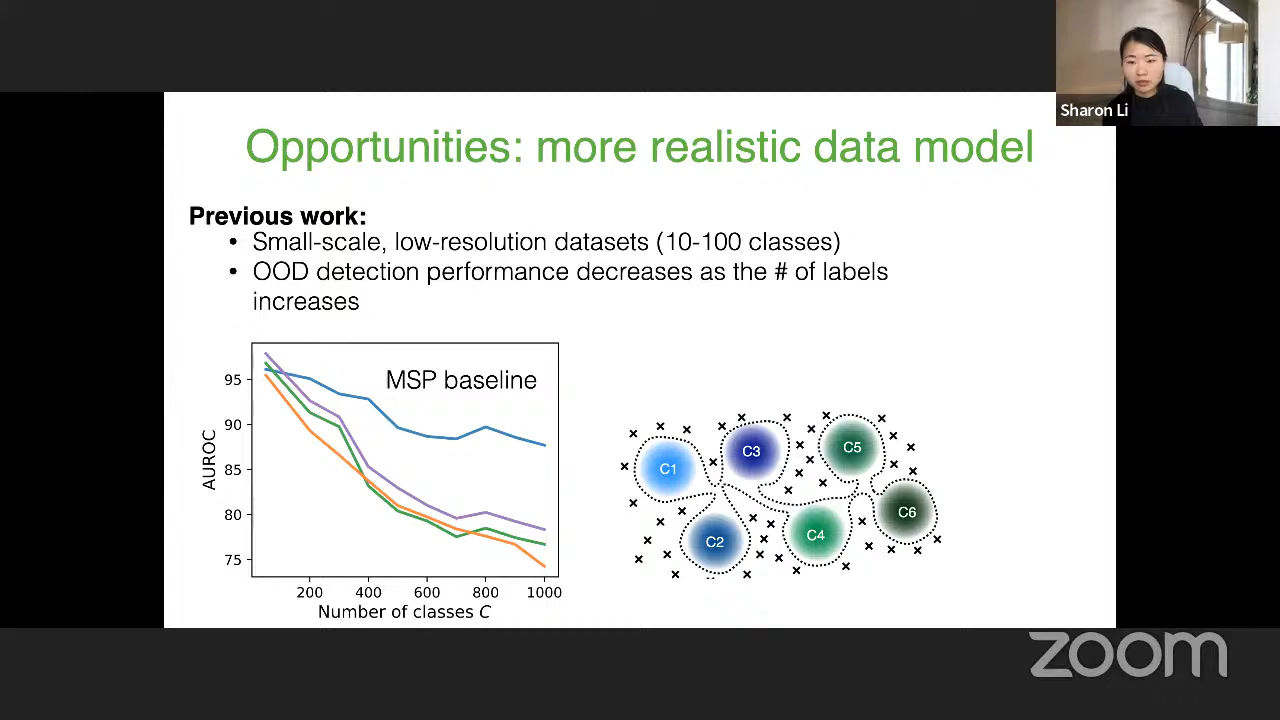 Sharon Li
Opportunities: more realistic data model
Previous work:
• Small-scale, low-resolution datasets (10-100 classes)
• OOD detection performance decreases as the # of labels
increases
MSP baseline
AUROC
95
90
85
80
75
200 400 600 800 1000
Number of classes C
C1
C2
C3
C4
C5
C6
zoom